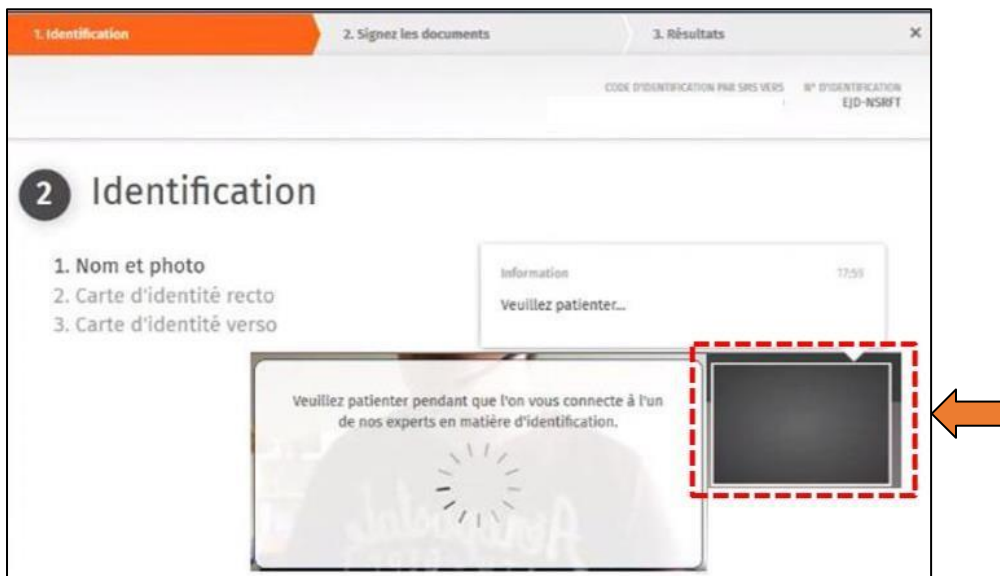 1. Identification
2. Signez les documents
3. Résultats
×
CODE D'IDENTIFICATION PAR SMS VERS
N° D'IDENTIFICATION
EJD-NSRFT
2 Identification
1. Nom et photo
2. Carte d'identité recto
3. Carte d'identité verso
Information
17:59
Veuillez patienter...
Veuillez patienter pendant que l'on vous connecte à l'un
de nos experts en matière d'identification.